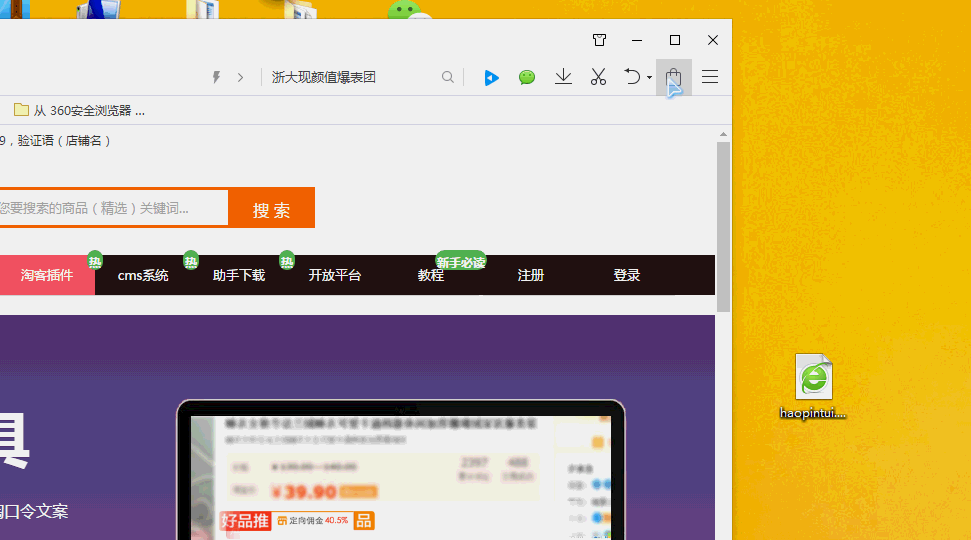 浙大现颜值爆表团
从 360安全浏览器 ...
9，验证语（店铺名）
您要搜索的商品（精选）关键词...
搜 索
热 热 热 新手必读
淘客插件 cms系统 助手下载 开放平台 教程 注册 登录
具
淘口令文案
2397 488
39.90
好品推 定向佣金 40.5% 品
haopintui....